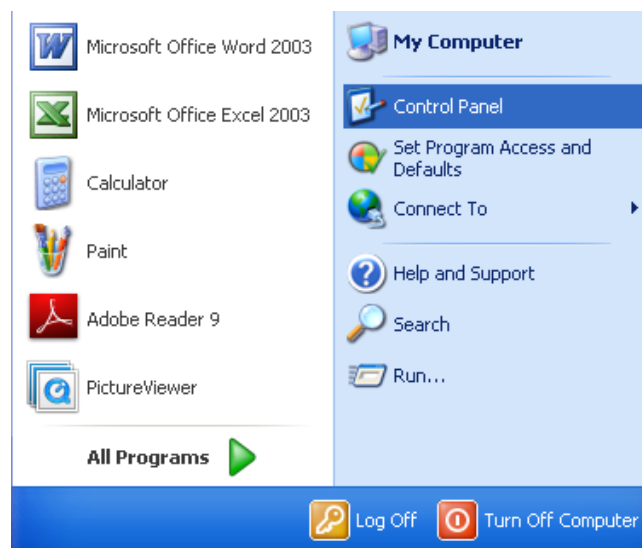 Microsoft Office Word 2003
Microsoft Office Excel 2003
Calculator
Paint
Adobe Reader 9
PictureViewer
All Programs
My Computer
Control Panel
Set Program Access and
Defaults
Connect To
Help and Support
Search
Run...
Log Off
Turn Off Computer